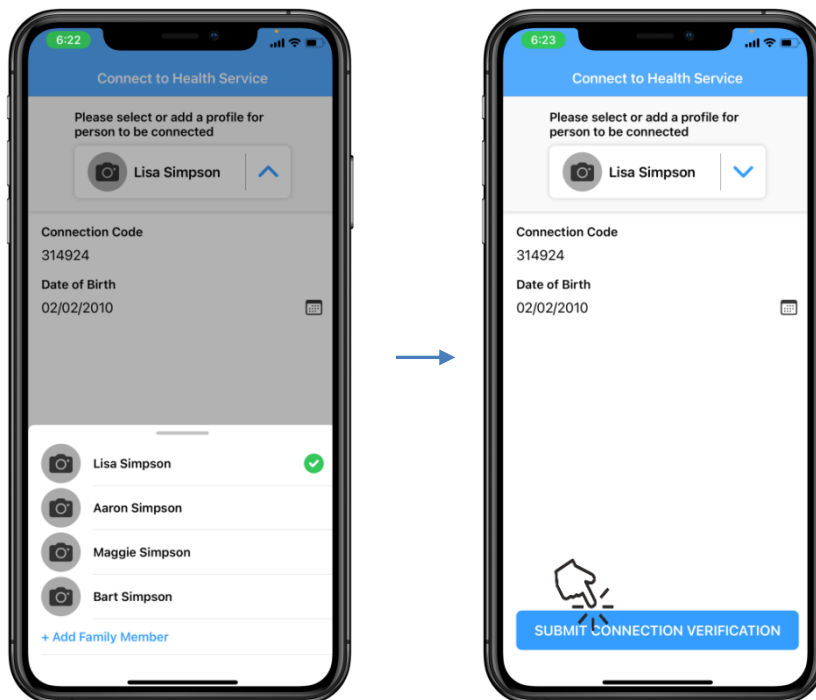 6:22
Connect to Health Service
Please select or add a profile for
person to be connected
Lisa Simpson
Connection Code
314924
Date of Birth
02/02/2010
Lisa Simpson
Aaron Simpson
Maggie Simpson
Bart Simpson
+ Add Family Member
6:23
Connect to Health Service
Please select or add a profile for
person to be connected
Lisa Simpson
Connection Code
314924
Date of Birth
02/02/2010
SUBMIT CONNECTION VERIFICATION